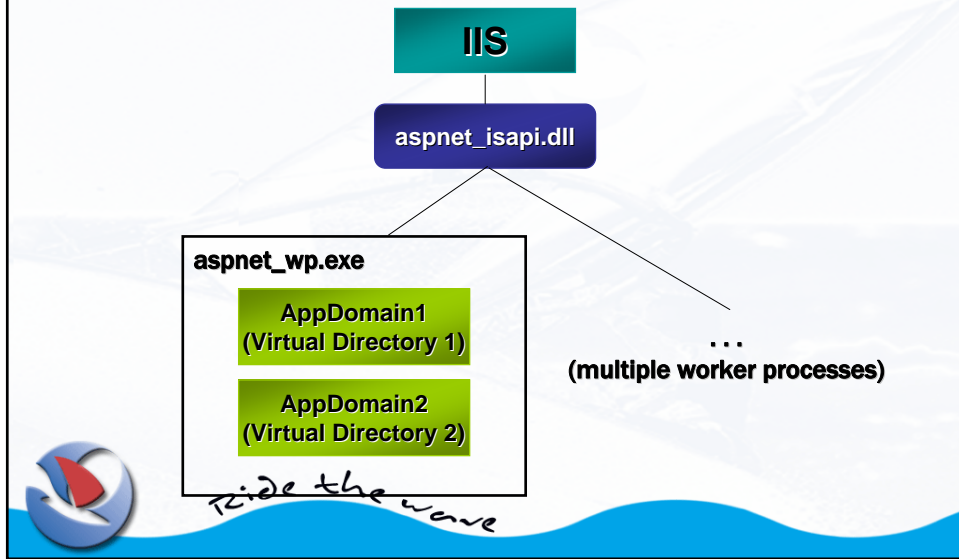 IIS
aspnet_isapi.dll
aspnet_wp.exe
AppDomain1
(Virtual Directory 1)
AppDomain2
(Virtual Directory 2)
...
(multiple worker processes)
Ride the wave